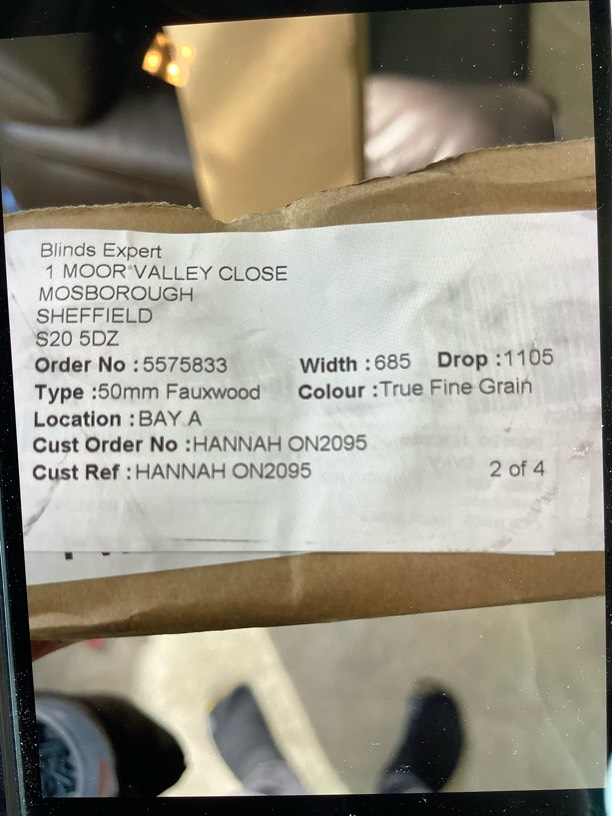 Blinds Expert
1 MOOR VALLEY CLOSE
MOSBOROUGH
SHEFFIELD
S20 5DZ
Order No :5575833 Width :685 Drop :1105
Type :50mm Fauxwood Colour :True Fine Grain
Location :BAY A
Cust Order No :HANNAH ON2095
Cust Ref :HANNAH ON2095 2 of 4